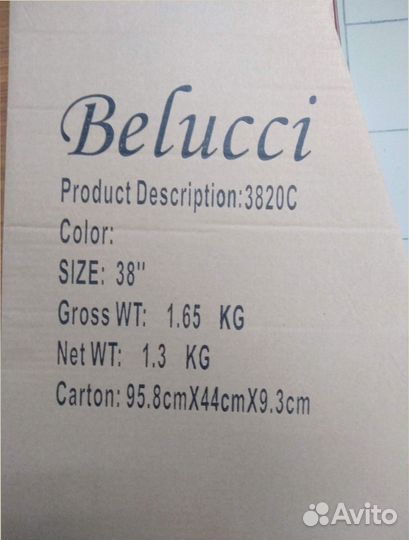 Belucci
Product Description:3820C
Color:
SIZE: 38"
Gross WT: 1.65 KG
Net WT: 1.3 KG
Carton: 95.8cmX44cmX9.3cm
Avito